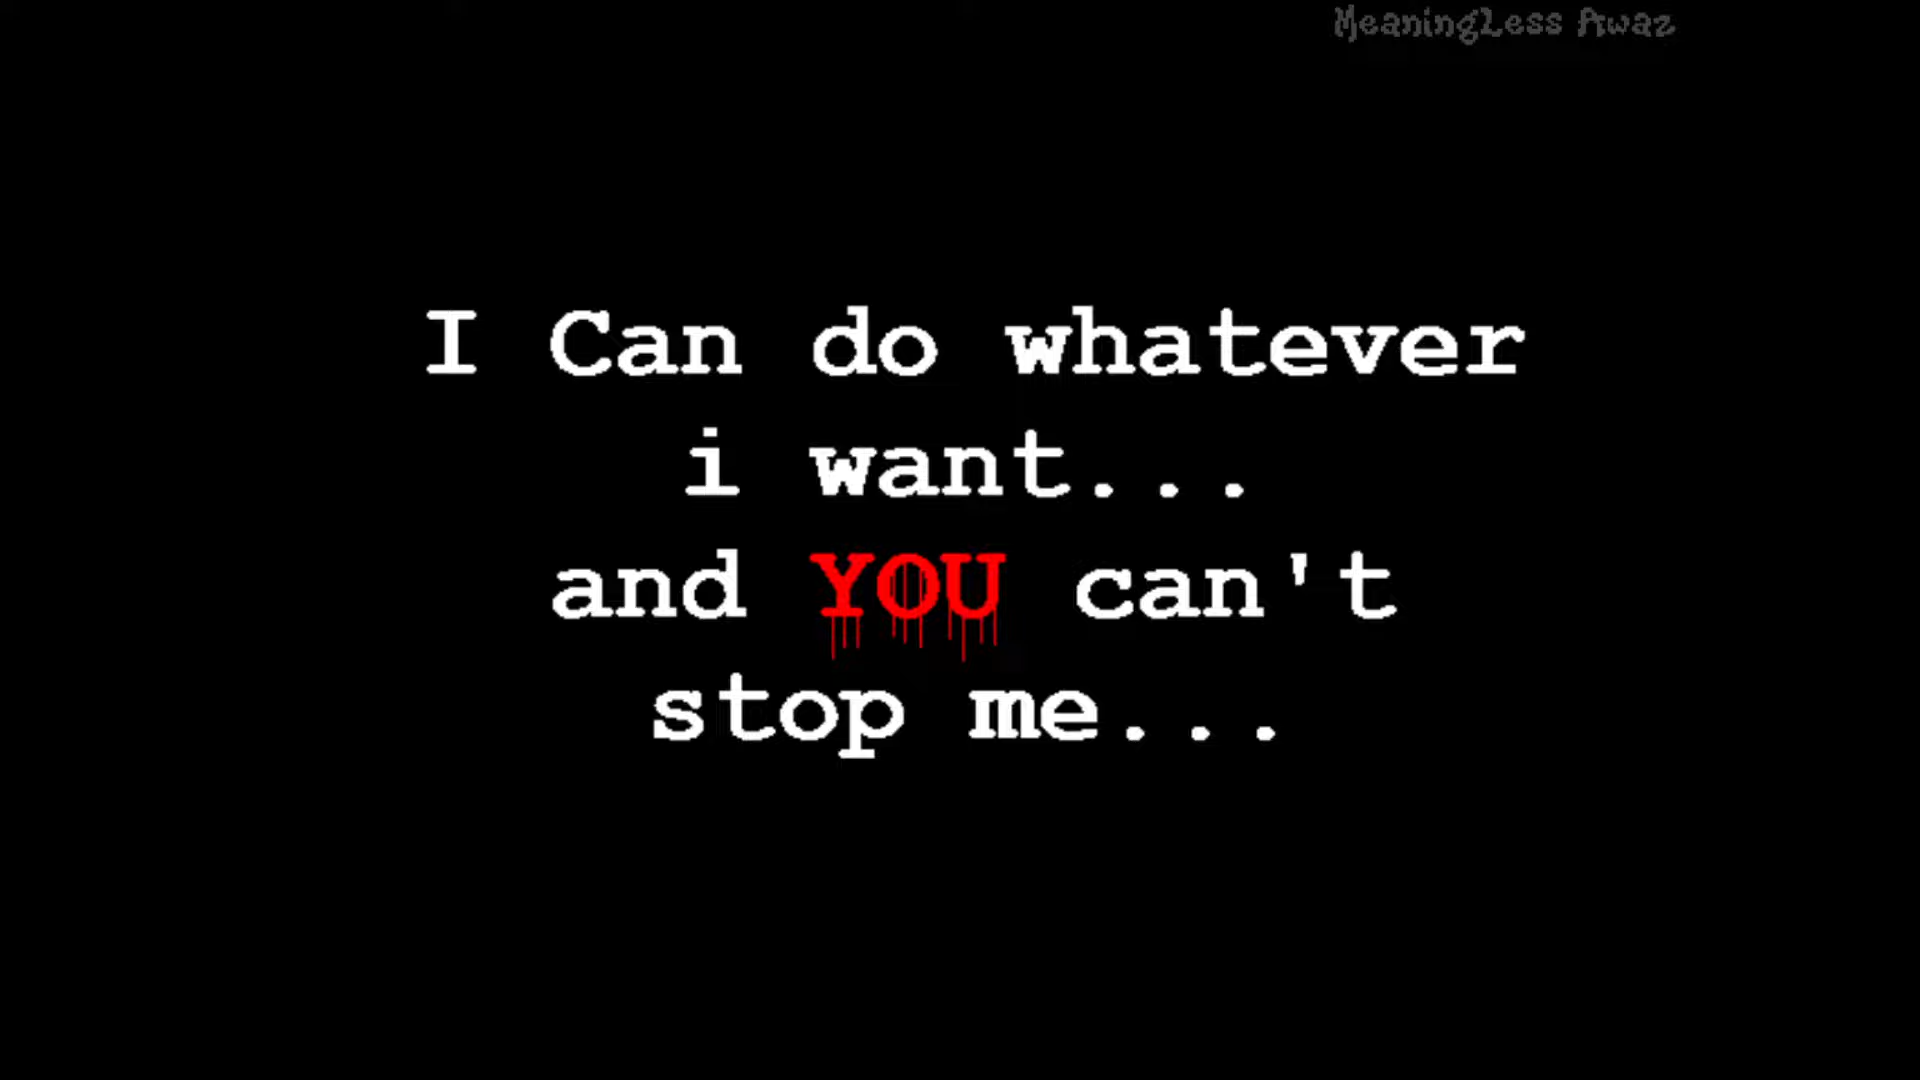 MeaningLess Awaz
I Can do whatever
i want...
and YOU can't
stop me...